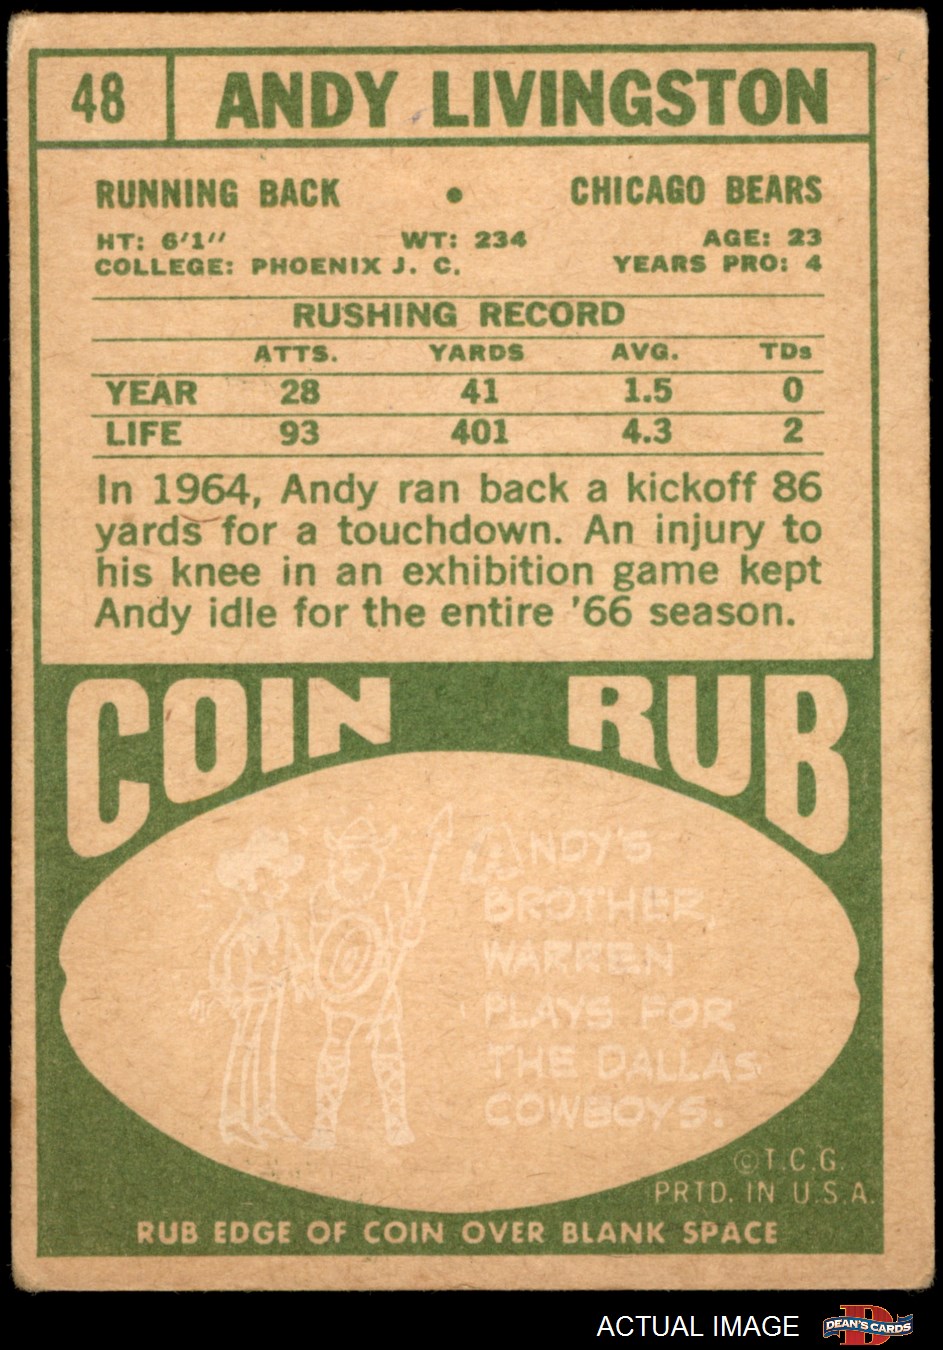 48 ANDY LIVINGSTON
RUNNING BACK • CHICAGO BEARS
HT: 6'1" WT: 234 AGE: 23
COLLEGE: PHOENIX J. C. YEARS PRO: 4
RUSHING RECORD
ATTS. YARDS AVG. TDs
YEAR 28 41 1.5 0
LIFE 93 401 4.3 2
In 1964, Andy ran back a kickoff 86
yards for a touchdown. An injury to
his knee in an exhibition game kept
Andy idle for the entire '66 season.
COIN RUB
ANDY'S
BROTHER,
WARREN
PLAYS FOR
THE DALLAS
COWBOYS.
©T.C.G.
PRTD. IN U.S.A.
RUB EDGE OF COIN OVER BLANK SPACE
ACTUAL IMAGE
D
DEAN'S CARDS